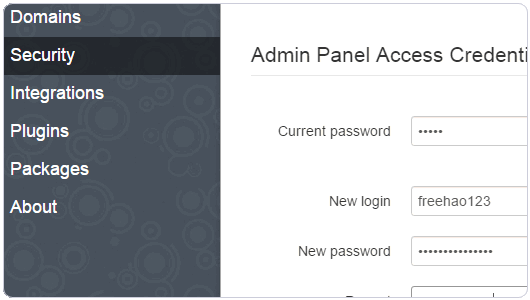 Domains
Security
Integrations
Plugins
Packages
About
Admin Panel Access Credenti
Current password •••••
New login freehao123
New password •••••••••••••••